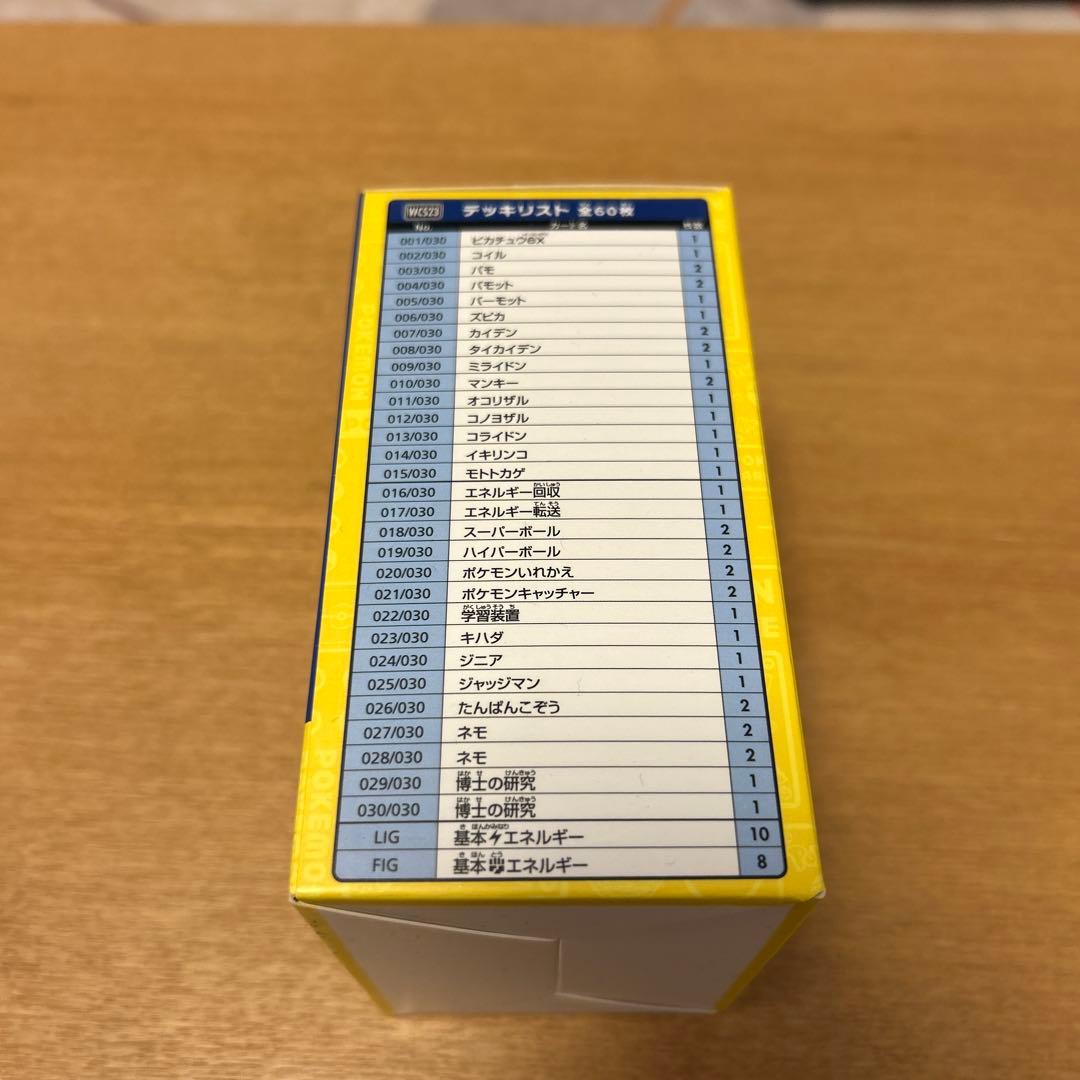 WCS23 デッキリスト 全60枚
No. カード名 枚数
001/030 ピカチュウex 1
002/030 コイル 1
003/030 パモ 2
004/030 パモット 2
005/030 パーモット 1
006/030 ズピカ 1
007/030 カイデン 2
008/030 タイカイデン 2
009/030 ミライドン 1
010/030 マンキー 2
011/030 オコリザル 1
012/030 コノヨザル 1
013/030 コライドン 1
014/030 イキリンコ 1
015/030 モトトカゲ 1
016/030 エネルギー回収 1
017/030 エネルギー転送 1
018/030 スーパーボール 2
019/030 ハイパーボール 2
020/030 ポケモンいれかえ 2
021/030 ポケモンキャッチャー 2
022/030 学習装置 1
023/030 キハダ 1
024/030 ジニア 1
025/030 ジャッジマン 1
026/030 たんぱんこぞう 2
027/030 ネモ 2
028/030 ネモ 2
029/030 博士の研究 1
030/030 博士の研究 1
LIG 基本エネルギー 10
FIG 基本エネルギー 8
POKEMON
POKEMO